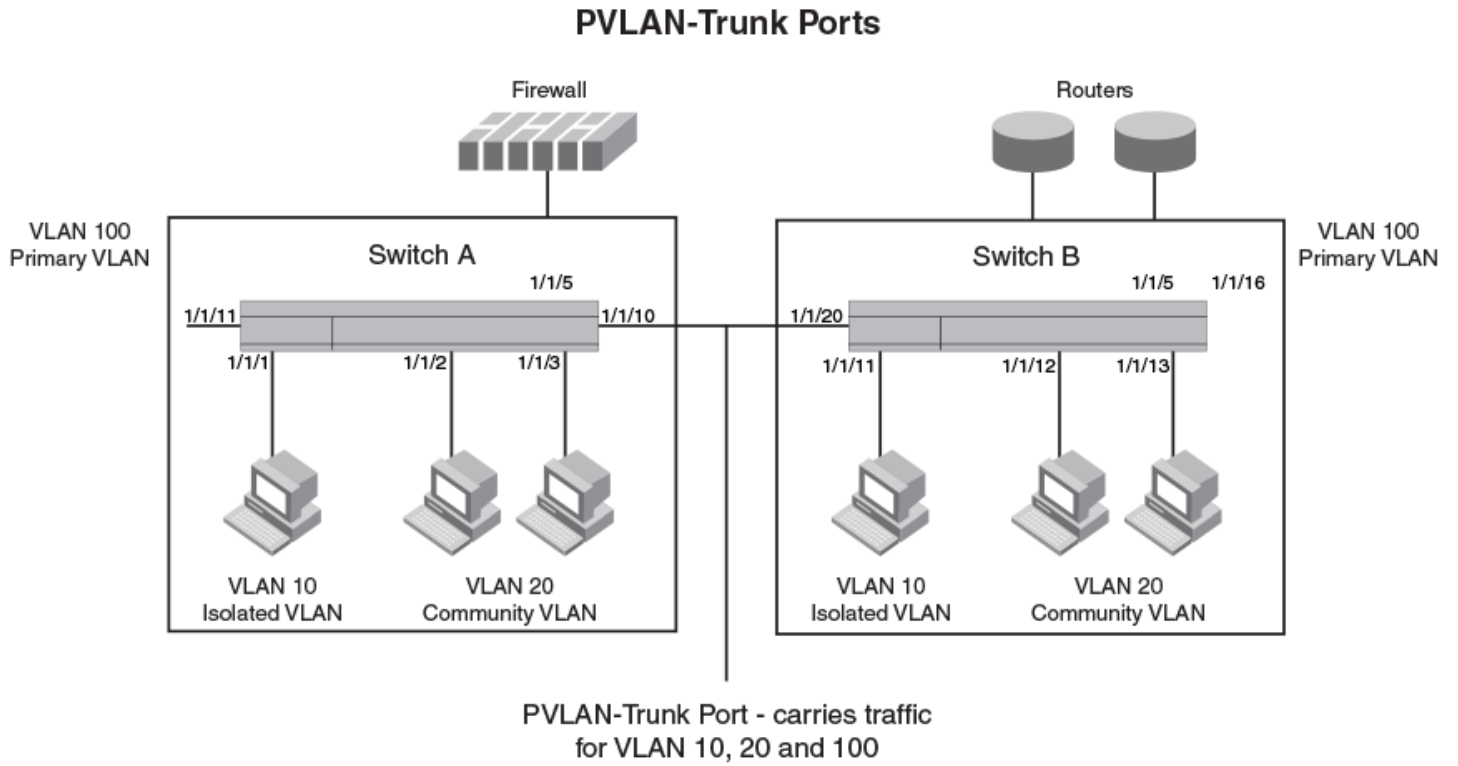 PVLAN-Trunk Ports
Firewall
Routers
VLAN 100
Primary VLAN
Switch A
1/1/5
1/1/11
1/1/10
1/1/1
1/1/2
1/1/3
VLAN 10
Isolated VLAN
VLAN 20
Community VLAN
Switch B
1/1/5
1/1/16
1/1/20
1/1/11
1/1/12
1/1/13
VLAN 10
Isolated VLAN
VLAN 20
Community VLAN
VLAN 100
Primary VLAN
PVLAN-Trunk Port - carries traffic
for VLAN 10, 20 and 100